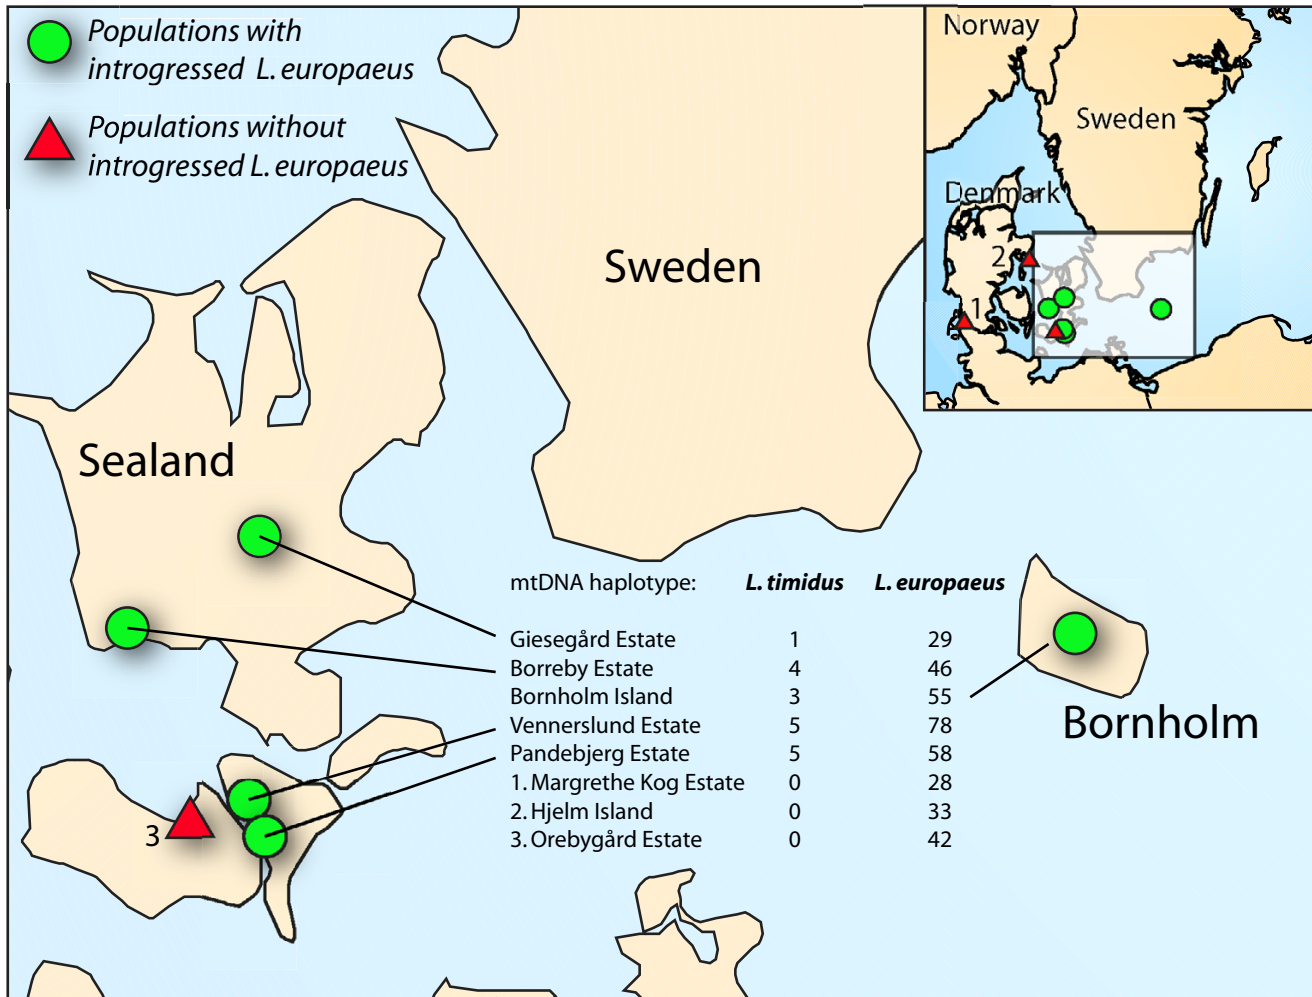 Populations with
introgressed L. europaeus
Populations without
introgressed L. europaeus
Norway
Sweden
Denmark
2
1
Sweden
Sealand
mtDNA haplotype: L. timidus L. europaeus
Giesegård Estate 1 29
Borreby Estate 4 46
Bornholm Island 3 55
Vennerslund Estate 5 78
Pandebjerg Estate 5 58
1. Margrethe Kog Estate 0 28
2. Hjelm Island 0 33
3. Orebygård Estate 0 42
Bornholm
3